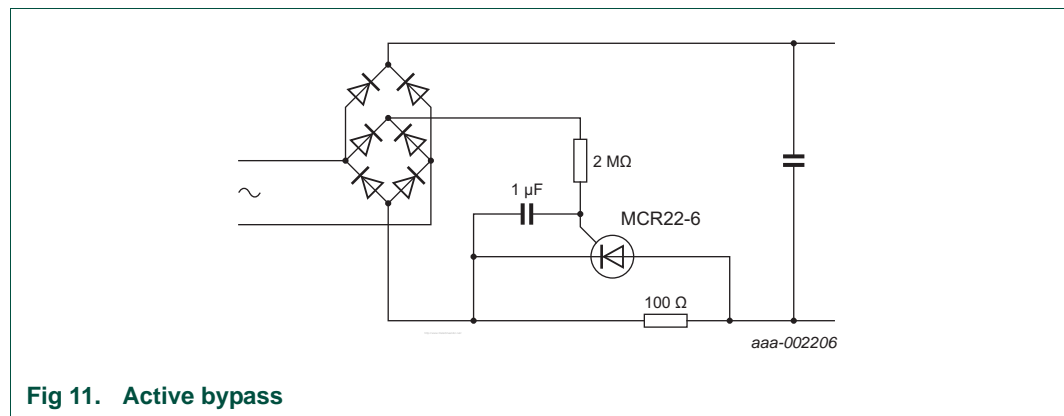 2 MΩ
1 μF
MCR22-6
100 Ω
aaa-002206
Fig 11. Active bypass